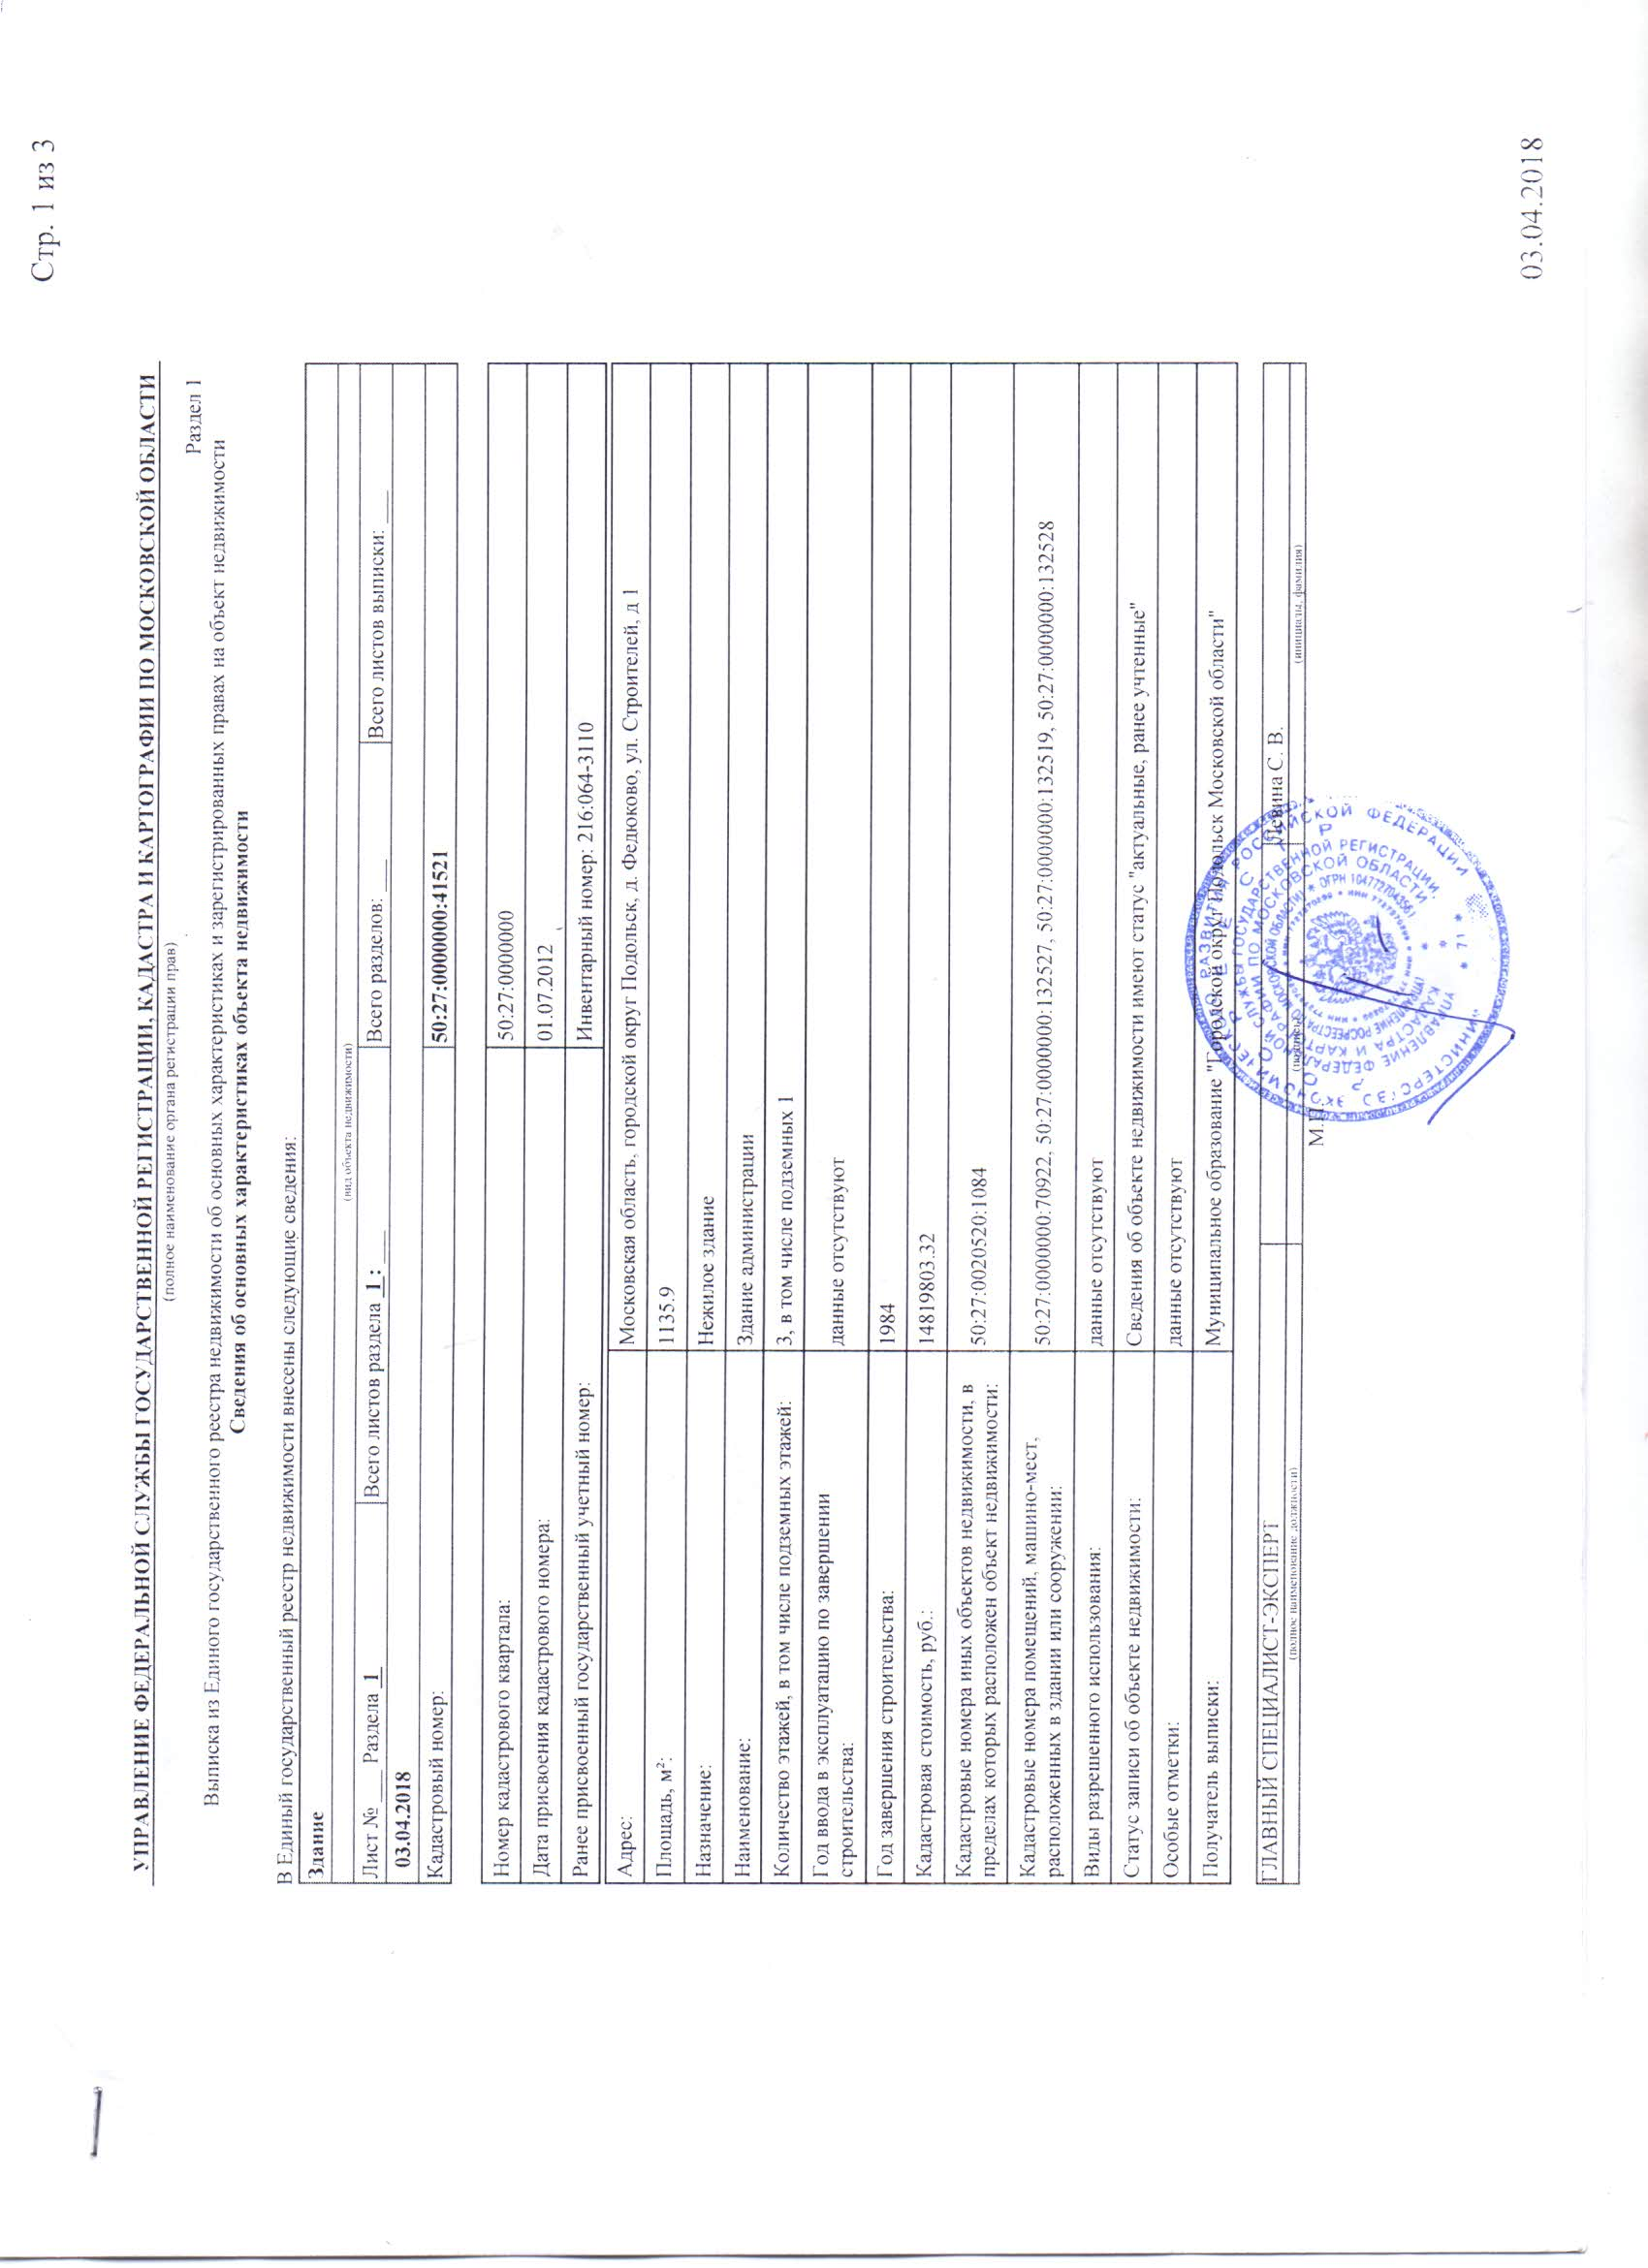 Стр. 1 из 3
УПРАВЛЕНИЕ ФЕДЕРАЛЬНОЙ СЛУЖБЫ ГОСУДАРСТВЕННОЙ РЕГИСТРАЦИИ, КАДАСТРА И КАРТОГРАФИИ ПО МОСКОВСКОЙ ОБЛАСТИ
(полное наименование органа регистрации прав)
Раздел 1
Выписка из Единого государственного реестра недвижимости об основных характеристиках и зарегистрированных правах на объект недвижимости
Сведения об основных характеристиках объекта недвижимости
В Единый государственный реестр недвижимости внесены следующие сведения:
Здание
(вид объекта недвижимости)
Лист № ___ Раздела 1 Всего листов раздела 1 : ___ Всего разделов: ___ Всего листов выписки: ___
03.04.2018
Кадастровый номер: 50:27:0000000:41521
Номер кадастрового квартала: 50:27:0000000
Дата присвоения кадастрового номера: 01.07.2012
Ранее присвоенный государственный учетный номер: Инвентарный номер: 216:064-3110
Адрес: Московская область, городской округ Подольск, д. Федюково, ул. Строителей, д 1
Площадь, м²: 1135.9
Назначение: Нежилое здание
Наименование: Здание администрации
Количество этажей, в том числе подземных этажей: 3, в том числе подземных 1
Год ввода в эксплуатацию по завершении
строительства: данные отсутствуют
Год завершения строительства: 1984
Кадастровая стоимость, руб.: 14819803.32
Кадастровые номера иных объектов недвижимости, в
пределах которых расположен объект недвижимости: 50:27:0020520:1084
Кадастровые номера помещений, машино-мест,
расположенных в здании или сооружении: 50:27:0000000:70922, 50:27:0000000:132527, 50:27:0000000:132519, 50:27:0000000:132528
Виды разрешенного использования: данные отсутствуют
Статус записи об объекте недвижимости: Сведения об объекте недвижимости имеют статус "актуальные, ранее учтенные"
Особые отметки: данные отсутствуют
Получатель выписки: Муниципальное образование "Городской округ Подольск Московской области"
ГЛАВНЫЙ СПЕЦИАЛИСТ-ЭКСПЕРТ Левина С. В.
(полное наименование должности) (подпись) (инициалы, фамилия)
М.П.
РОССИЙСКОЙ ФЕДЕРАЦИИ
ОГРН 1047727043561
* 71 *
03.04.2018